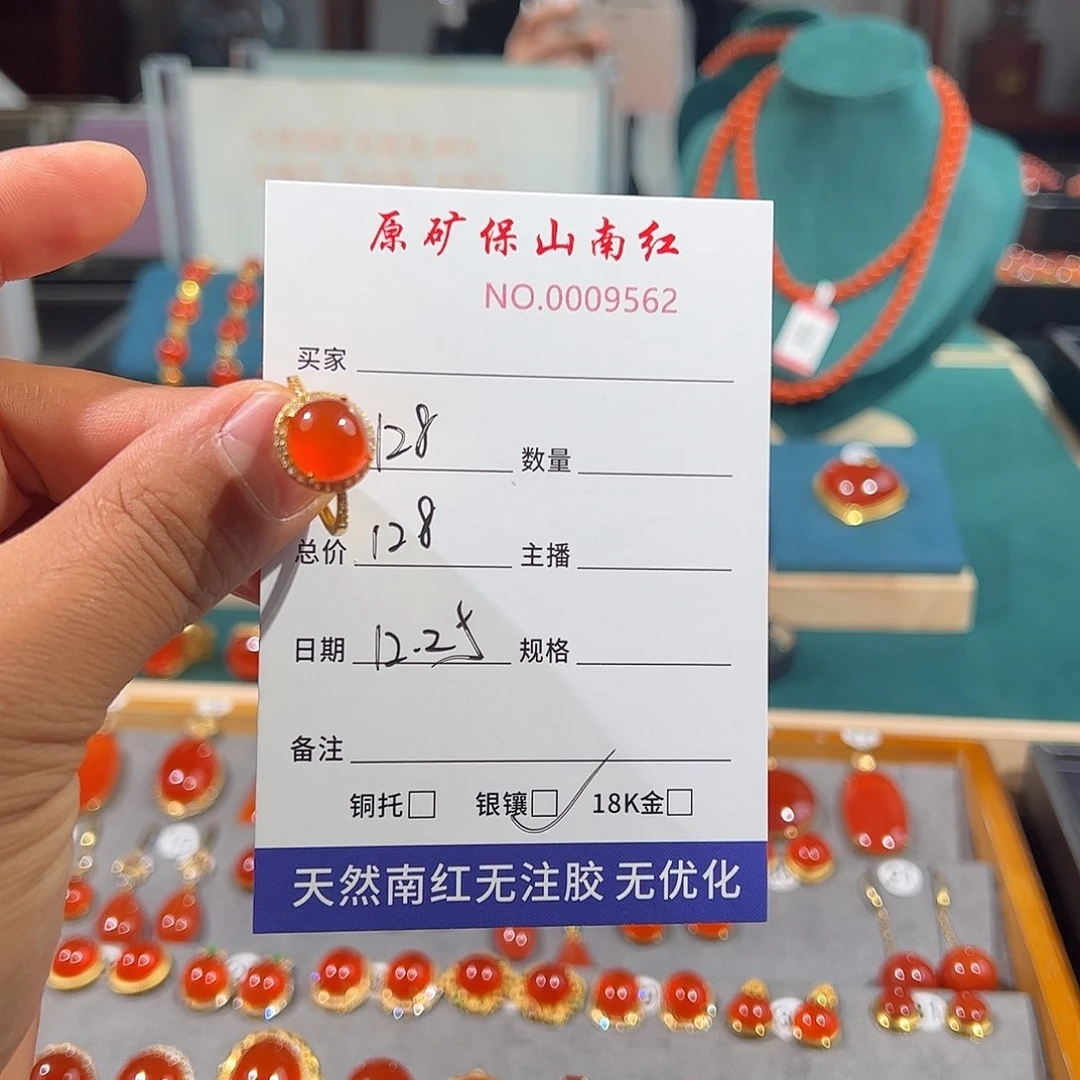 原矿保山南红
NO.0009562
买家
128 数量
总价 128 主播
日期 12.25 规格
备注
铜托□ 银镶□ 18K金□
天然南红无注胶 无优化